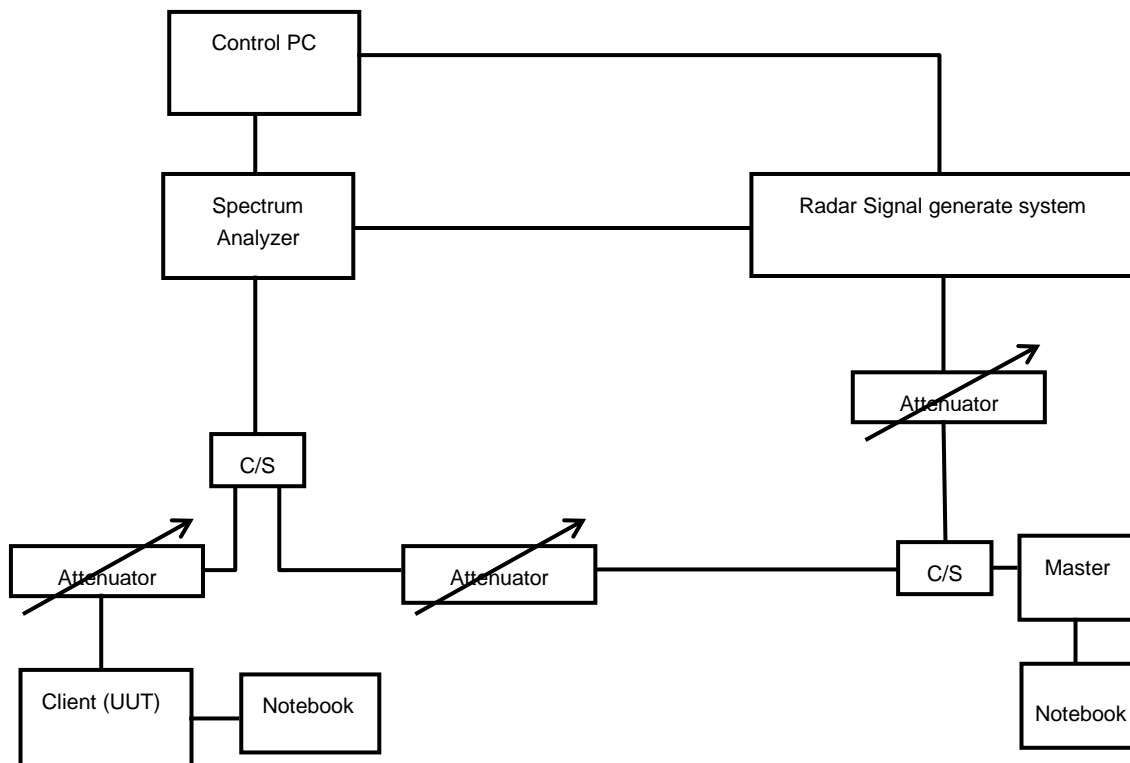 Control PC
Spectrum
Analyzer
Radar Signal generate system
Attenuator
C/S
Attenuator
Attenuator
C/S
Master
Client (UUT)
Notebook
Notebook